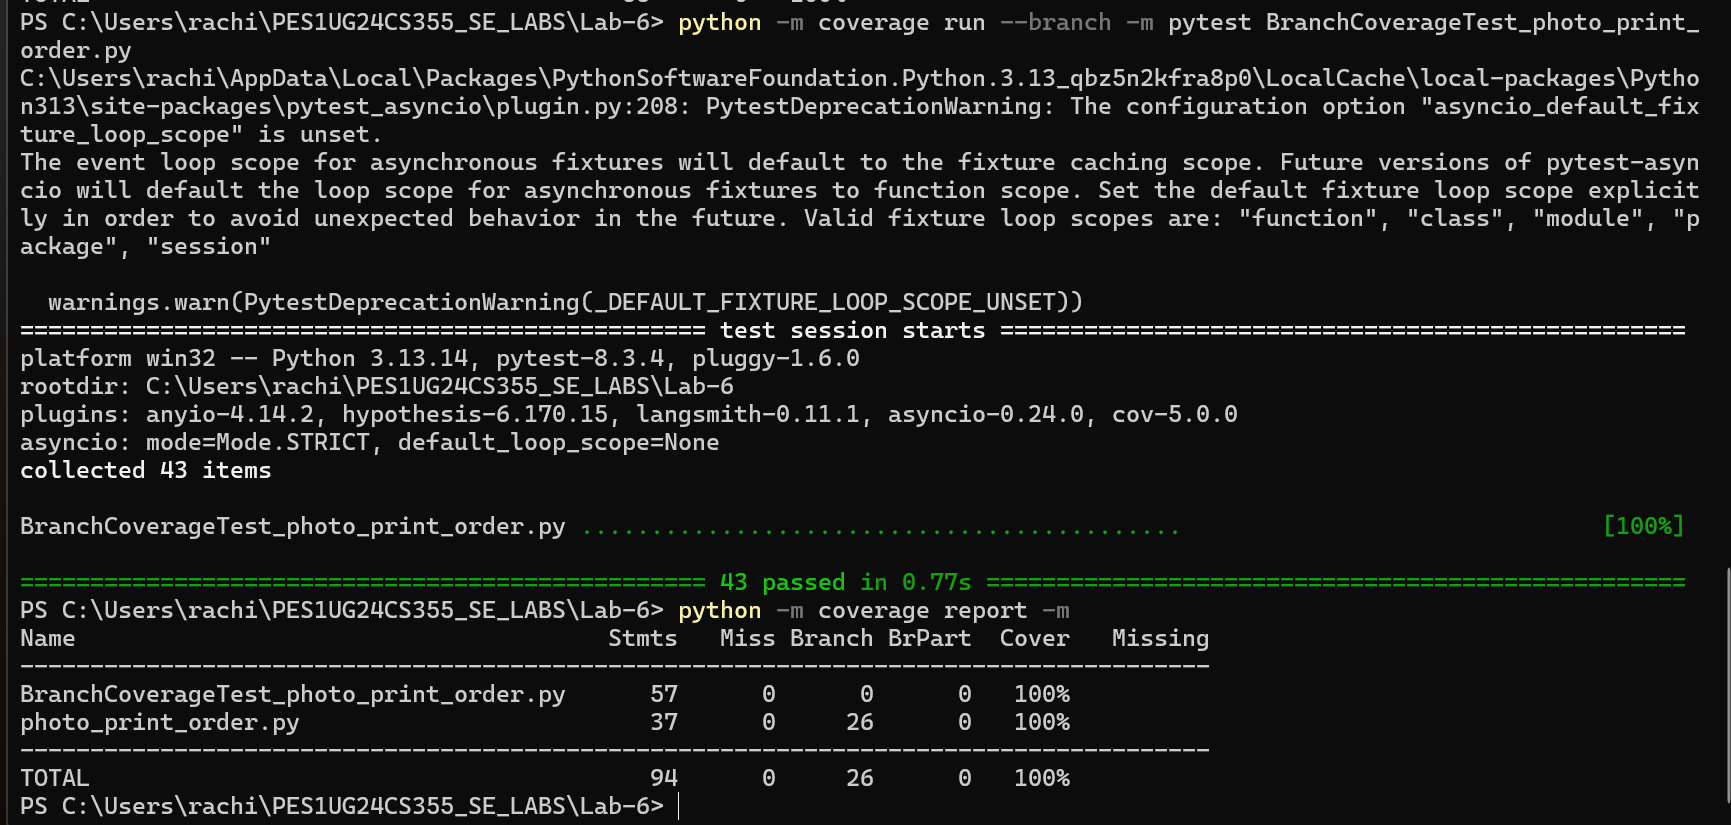 PS C:\Users\rachi\PES1UG24CS355_SE_LABS\Lab-6> python -m coverage run --branch -m pytest BranchCoverageTest_photo_print_
order.py
C:\Users\rachi\AppData\Local\Packages\PythonSoftwareFoundation.Python.3.13_qbz5n2kfra8p0\LocalCache\local-packages\Pytho
n313\site-packages\pytest_asyncio\plugin.py:208: PytestDeprecationWarning: The configuration option "asyncio_default_fix
ture_loop_scope" is unset.
The event loop scope for asynchronous fixtures will default to the fixture caching scope. Future versions of pytest-asyn
cio will default the loop scope for asynchronous fixtures to function scope. Set the default fixture loop scope explicit
ly in order to avoid unexpected behavior in the future. Valid fixture loop scopes are: "function", "class", "module", "p
ackage", "session"
  warnings.warn(PytestDeprecationWarning(_DEFAULT_FIXTURE_LOOP_SCOPE_UNSET))
================================================= test session starts =================================================
platform win32 -- Python 3.13.14, pytest-8.3.4, pluggy-1.6.0
rootdir: C:\Users\rachi\PES1UG24CS355_SE_LABS\Lab-6
plugins: anyio-4.14.2, hypothesis-6.170.15, langsmith-0.11.1, asyncio-0.24.0, cov-5.0.0
asyncio: mode=Mode.STRICT, default_loop_scope=None
collected 43 items
BranchCoverageTest_photo_print_order.py ...........................................                              [100%]
================================================= 43 passed in 0.77s ==================================================
PS C:\Users\rachi\PES1UG24CS355_SE_LABS\Lab-6> python -m coverage report -m
Name                                      Stmts   Miss Branch BrPart  Cover   Missing
-------------------------------------------------------------------------------------
BranchCoverageTest_photo_print_order.py      57      0      0      0   100%
photo_print_order.py                         37      0     26      0   100%
-------------------------------------------------------------------------------------
TOTAL                                        94      0     26      0   100%
PS C:\Users\rachi\PES1UG24CS355_SE_LABS\Lab-6>